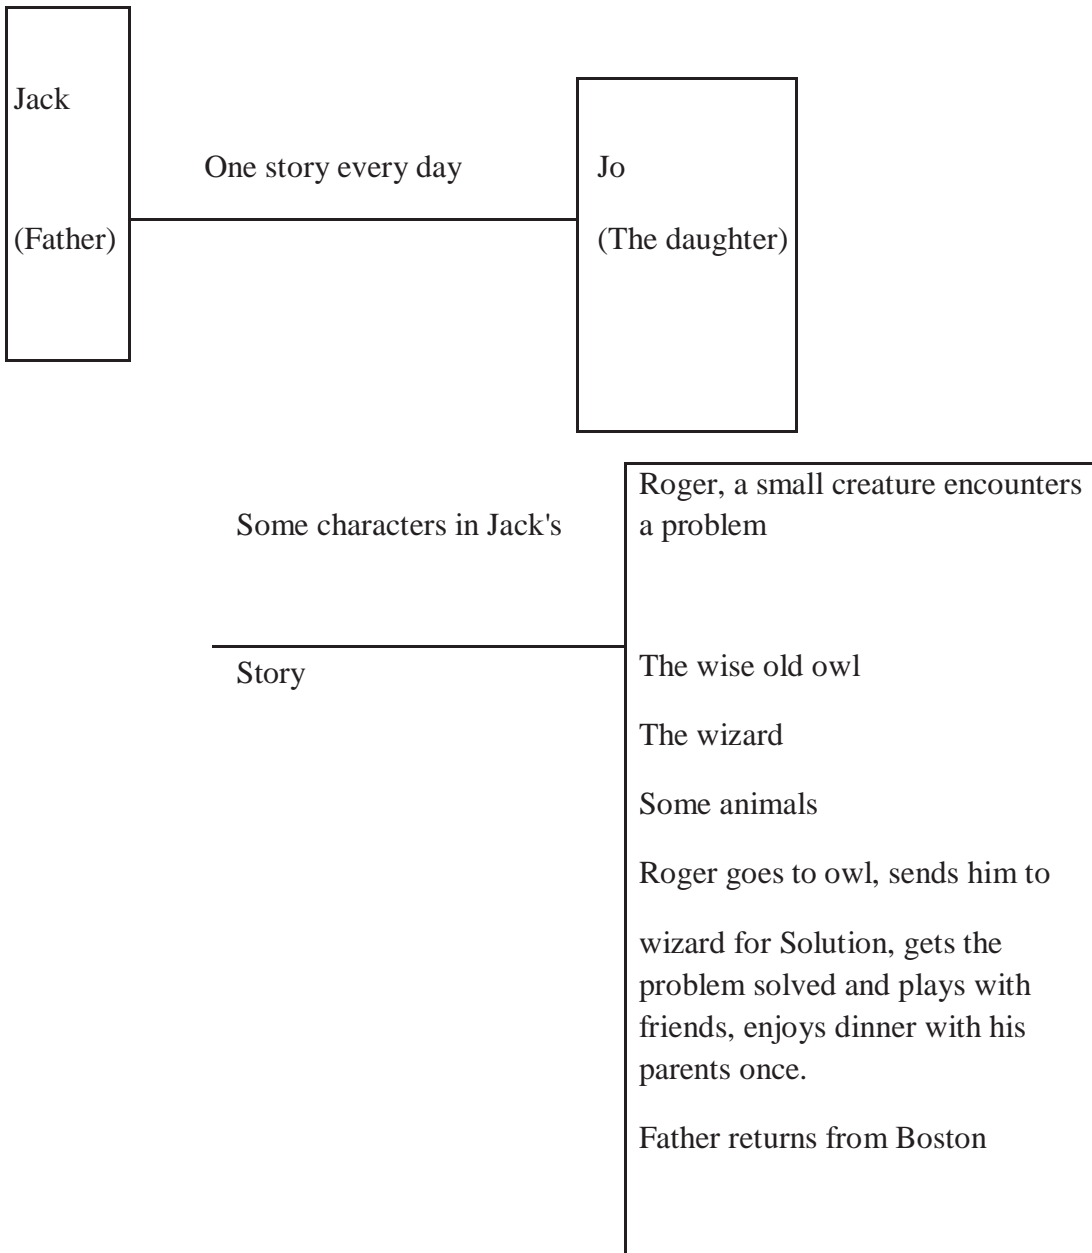 Jack
(Father)
One story every day
Jo
(The daughter)
Some characters in Jack's
Story
Roger, a small creature encounters
a problem
The wise old owl
The wizard
Some animals
Roger goes to owl, sends him to
wizard for Solution, gets the
problem solved and plays with
friends, enjoys dinner with his
parents once.
Father returns from Boston